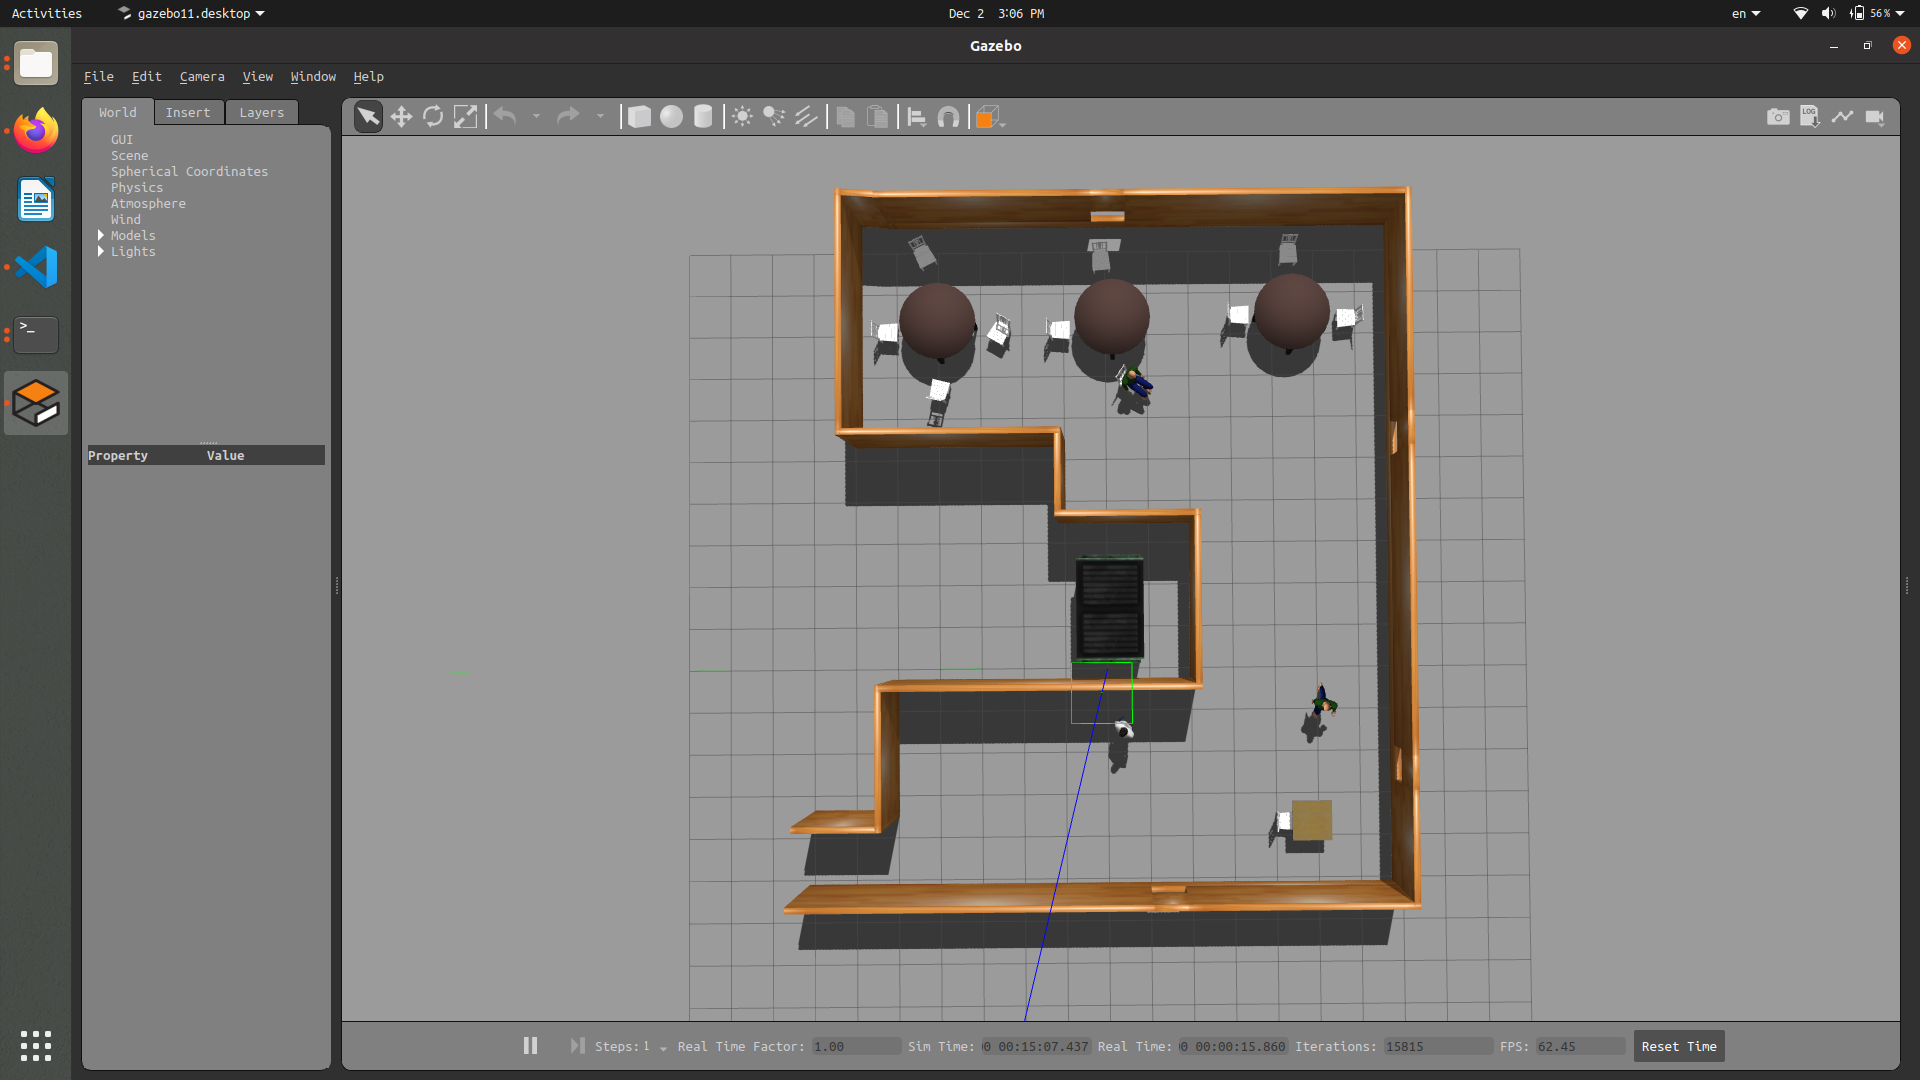 Activities gazebo11.desktop Dec 2 3:06 PM en 56%
Gazebo
File Edit Camera View Window Help
World Insert Layers
LOG
GUI
Scene
Spherical Coordinates
Physics
Atmosphere
Wind
Models
Lights
>_
Property Value
Steps: 1 Real Time Factor: 1.00 Sim Time: 00:15:07.437 Real Time: 00:00:15.860 Iterations: 15815 FPS: 62.45 Reset Time